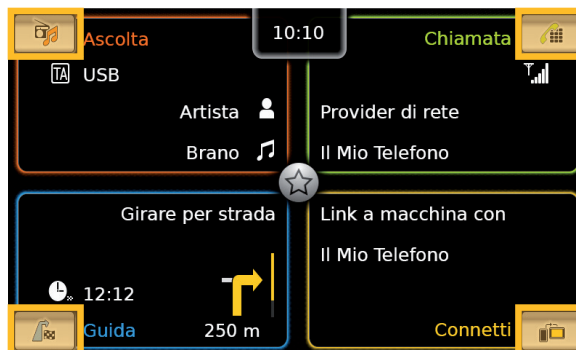 Ascolta
10:10
Chiamata
TA USB
Artista
Brano
Provider di rete
Il Mio Telefono
Girare per strada
12:12
Guida
250 m
Link a macchina con
Il Mio Telefono
Connetti